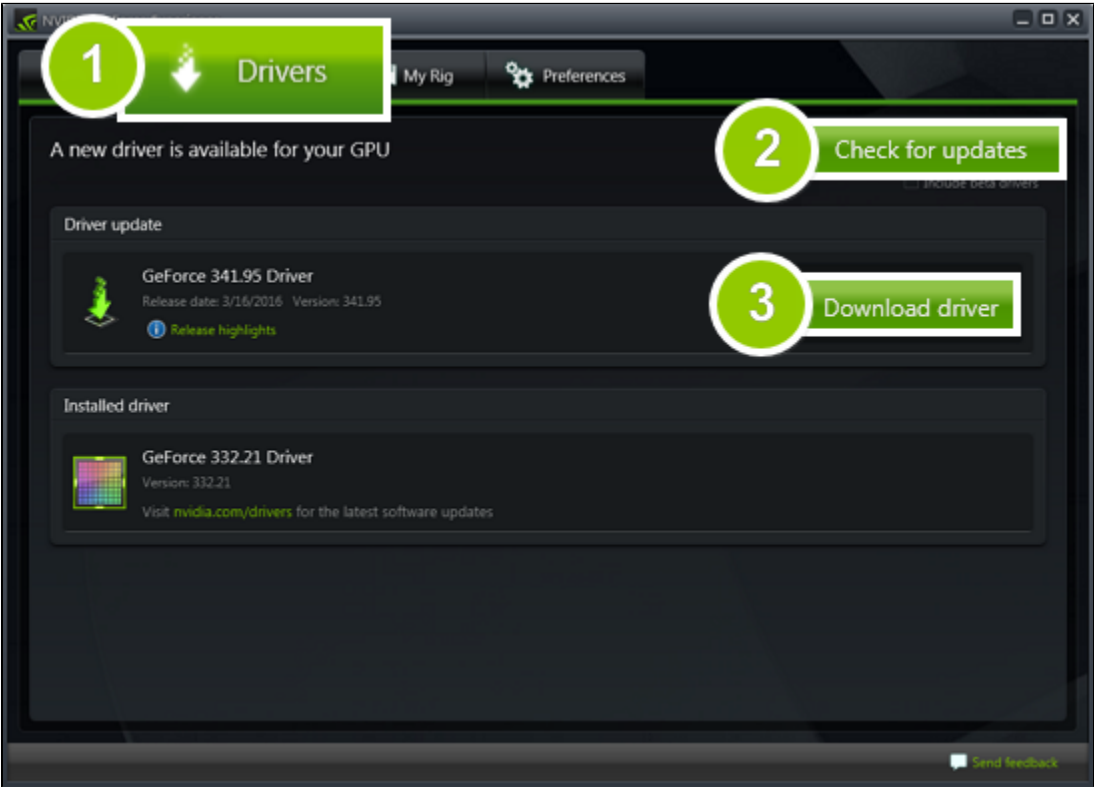 NVI
1
Drivers
My Rig
Preferences
A new driver is available for your GPU
2
Check for updates
Include beta drivers
Driver update
GeForce 341.95 Driver
Release date: 3/16/2016 Version: 341.95
Release highlights
3
Download driver
Installed driver
GeForce 332.21 Driver
Version: 332.21
Visit nvidia.com/drivers for the latest software updates
Send feedback